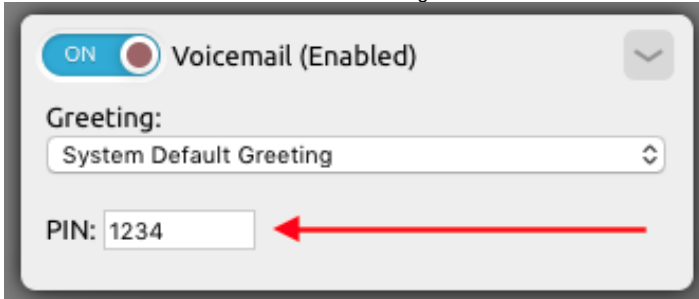 ON Voicemail (Enabled)
Greeting:
System Default Greeting
PIN: 1234